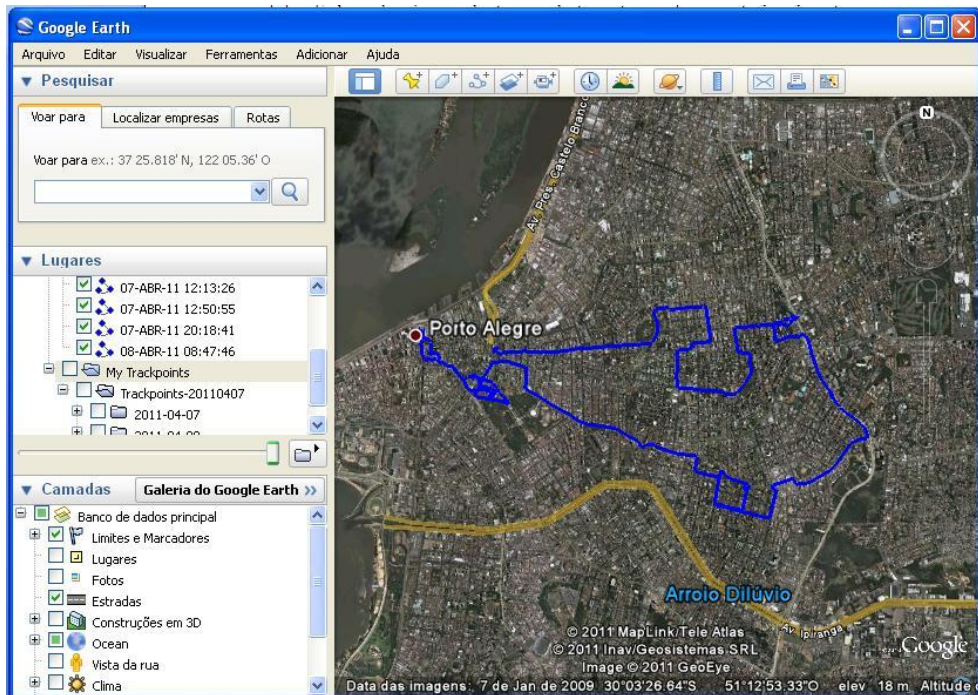 Google Earth
Arquivo Editar Visualizar Ferramentas Adicionar Ajuda
Pesquisar
Voar para Localizar empresas Rotas
Voar para ex.: 37 25.818' N, 122 05.36' O
Lugares
07-ABR-11 12:13:26
07-ABR-11 12:50:55
07-ABR-11 20:18:41
08-ABR-11 08:47:46
My Trackpoints
Trackpoints-20110407
2011-04-07
Camadas Galeria do Google Earth >>
Banco de dados principal
Limites e Marcadores
Lugares
Fotos
Estradas
Construções em 3D
Ocean
Vista da rua
Clima
N
Av. Pres. Castelo Branco
Porto Alegre
Arroio Dilúvio
Av. Ipiranga
© 2011 MapLink/Tele Atlas
© 2011 Inav/Geosistemas SRL
Image © 2011 GeoEye
Google
Data das imagens: 7 de Jan de 2009 30°03'26.64"S 51°12'53.33"O elev 18 m Altitude